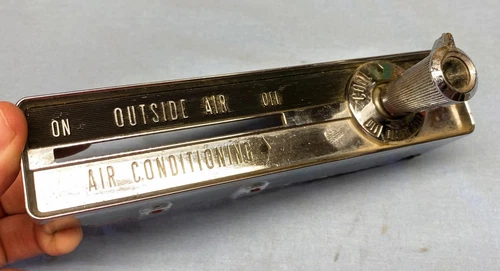 ON OUTSIDE AIR OFF
AIR CONDITIONING